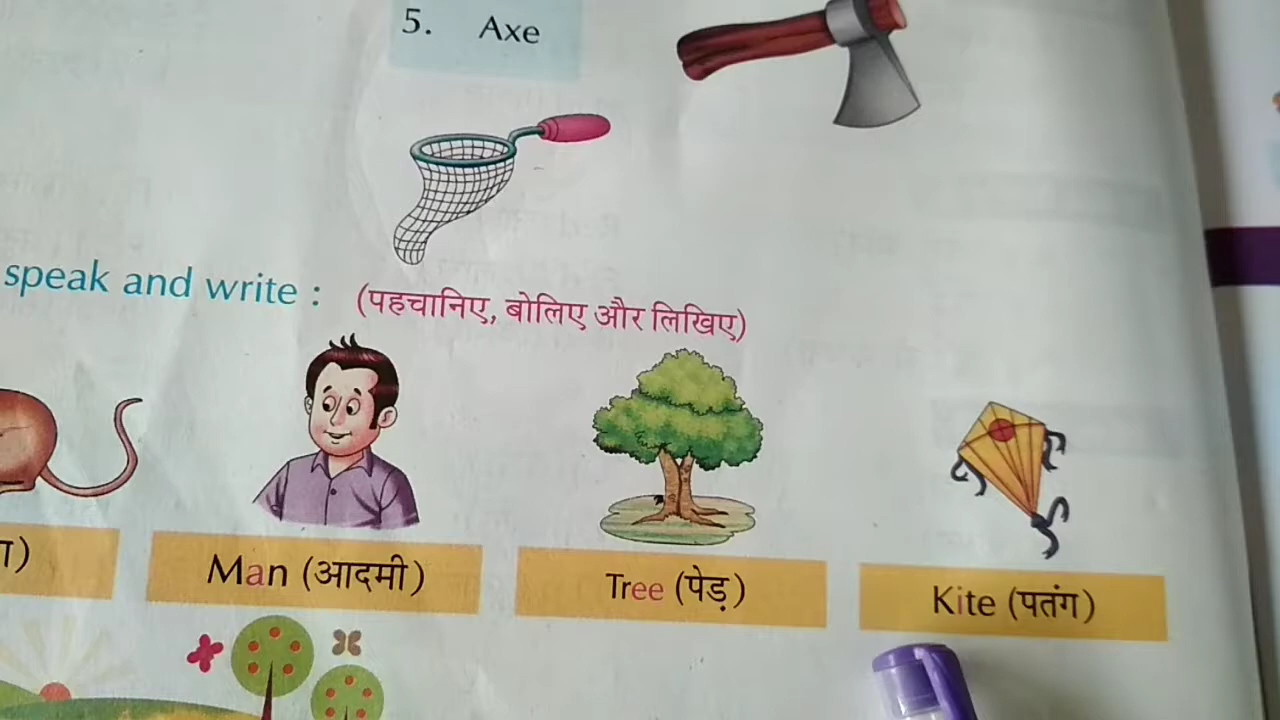 5. Axe
speak and write : (पहचानिए, बोलिए और लिखिए)
Man (आदमी)
Tree (पेड़)
Kite (पतंग)